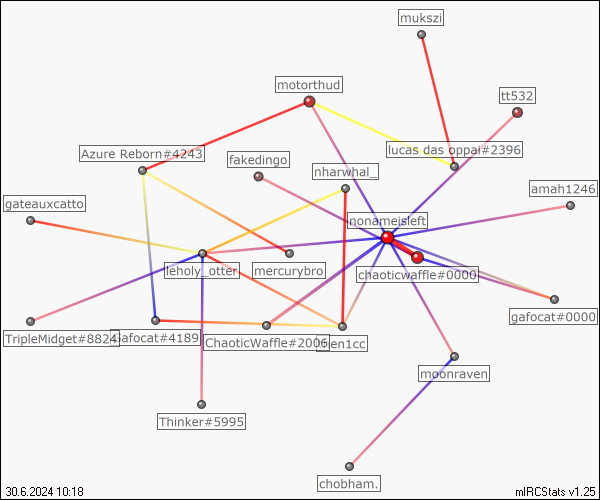 mukszi
motorthud
tt532
lucas das oppai#2396
Azure Reborn#4243
fakedingo
nharwhal_
amah1246
gateauxcatto
nonameisleft
leholy_otter
mercurybro
chaoticwaffle#0000
gafocat#0000
TripleMidget#8824
Gafocat#4189
ChaoticWaffle#2006
moonraven
Thinker#5995
chobham.
30.6.2024 10:18
mIRCStats v1.25